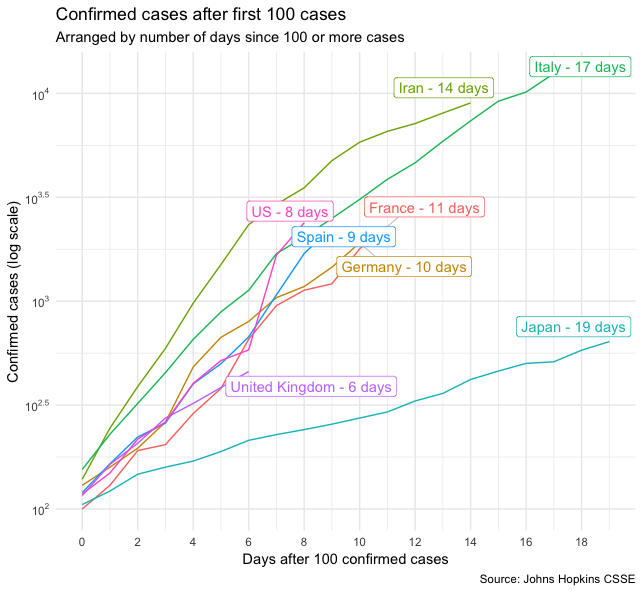 Confirmed cases after first 100 cases
Arranged by number of days since 100 or more cases
Confirmed cases (log scale)
10^4
10^3.5
10^3
10^2.5
10^2
Italy - 17 days
Iran - 14 days
US - 8 days
France - 11 days
Spain - 9 days
Germany - 10 days
Japan - 19 days
United Kingdom - 6 days
0 2 4 6 8 10 12 14 16 18
Days after 100 confirmed cases
Source: Johns Hopkins CSSE